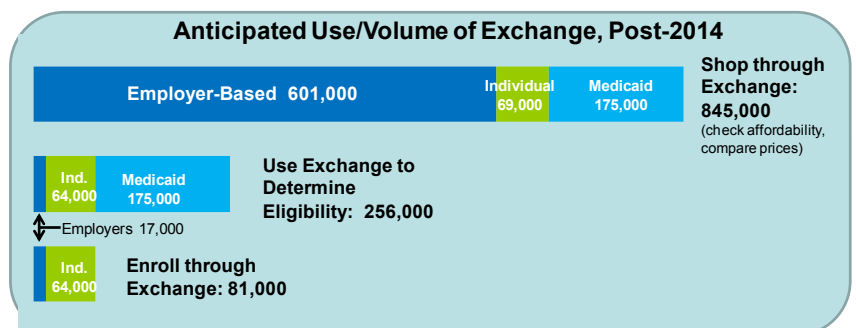 Anticipated Use/Volume of Exchange, Post-2014
Employer-Based 601,000
Individual
69,000
Medicaid
175,000
Shop through
Exchange:
845,000
(check affordability,
compare prices)
Ind.
64,000
Medicaid
175,000
Use Exchange to
Determine
Eligibility: 256,000
Employers 17,000
Ind.
64,000
Enroll through
Exchange: 81,000